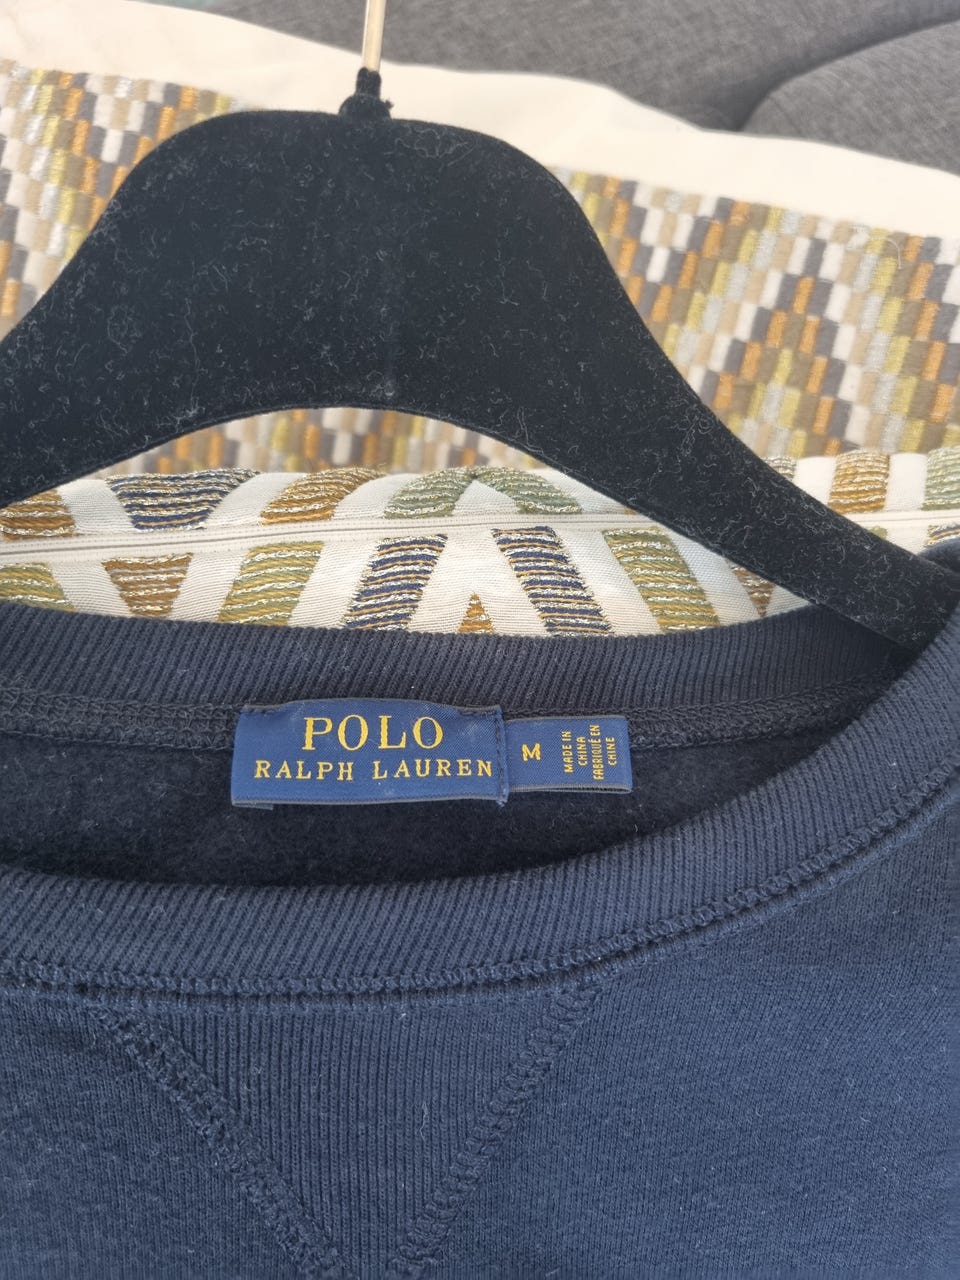 POLO
RALPH LAUREN
M
MADE IN
CHINA
FABRIQUÉ EN
CHINE